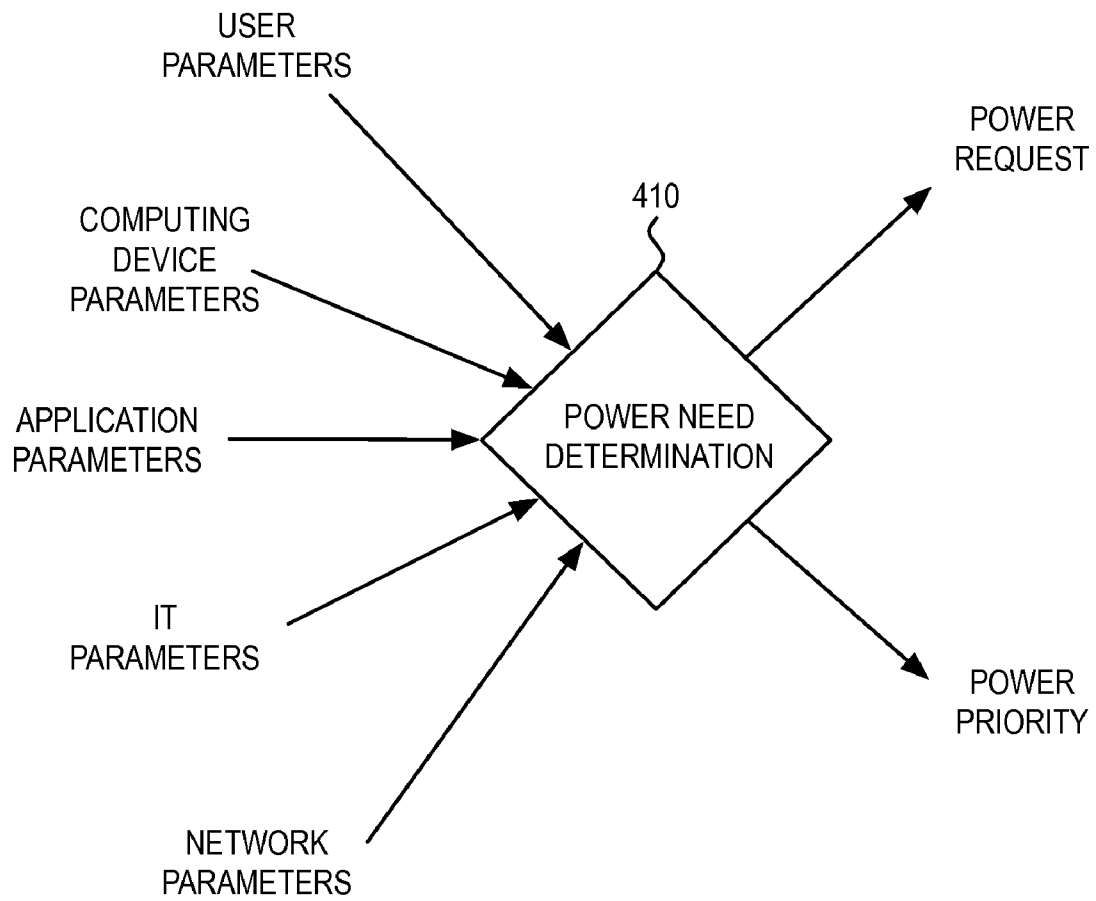 USER
PARAMETERS
POWER
REQUEST
410
COMPUTING
DEVICE
PARAMETERS
APPLICATION
PARAMETERS
POWER NEED
DETERMINATION
IT
PARAMETERS
POWER
PRIORITY
NETWORK
PARAMETERS